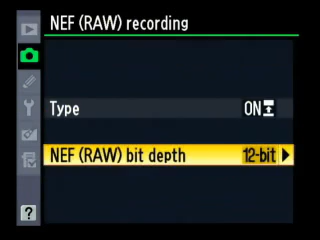 NEF (RAW) recording
Type ON
NEF (RAW) bit depth 12-bit
?